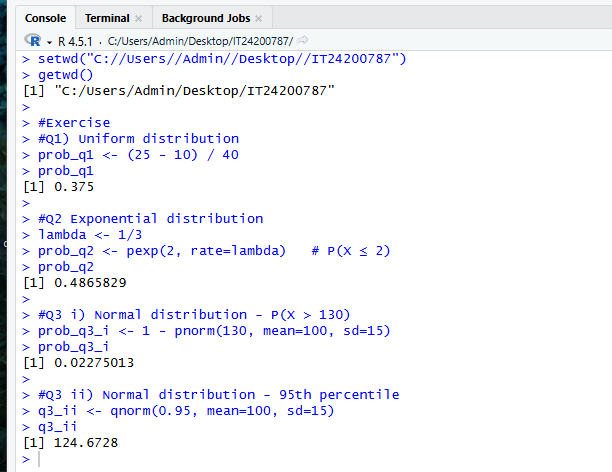 Console Terminal × Background Jobs ×
R 4.5.1 · C:/Users/Admin/Desktop/IT24200787/
> setwd("C://Users//Admin//Desktop//IT24200787")
> getwd()
[1] "C:/Users/Admin/Desktop/IT24200787"
>
> #Exercise
> #Q1) Uniform distribution
> prob_q1 <- (25 - 10) / 40
> prob_q1
[1] 0.375
>
> #Q2 Exponential distribution
> lambda <- 1/3
> prob_q2 <- pexp(2, rate=lambda)   # P(X ≤ 2)
> prob_q2
[1] 0.4865829
>
> #Q3 i) Normal distribution - P(X > 130)
> prob_q3_i <- 1 - pnorm(130, mean=100, sd=15)
> prob_q3_i
[1] 0.02275013
>
> #Q3 ii) Normal distribution - 95th percentile
> q3_ii <- qnorm(0.95, mean=100, sd=15)
> q3_ii
[1] 124.6728
>